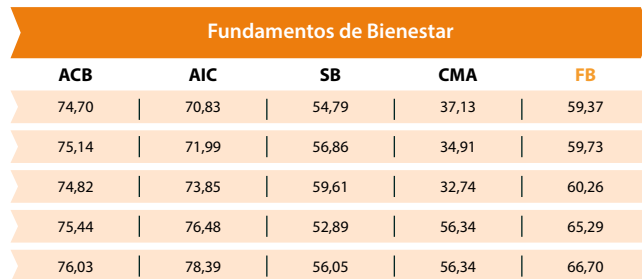 Fundamentos de Bienestar
ACB AIC SB CMA FB
74,70 70,83 54,79 37,13 59,37
75,14 71,99 56,86 34,91 59,73
74,82 73,85 59,61 32,74 60,26
75,44 76,48 52,89 56,34 65,29
76,03 78,39 56,05 56,34 66,70